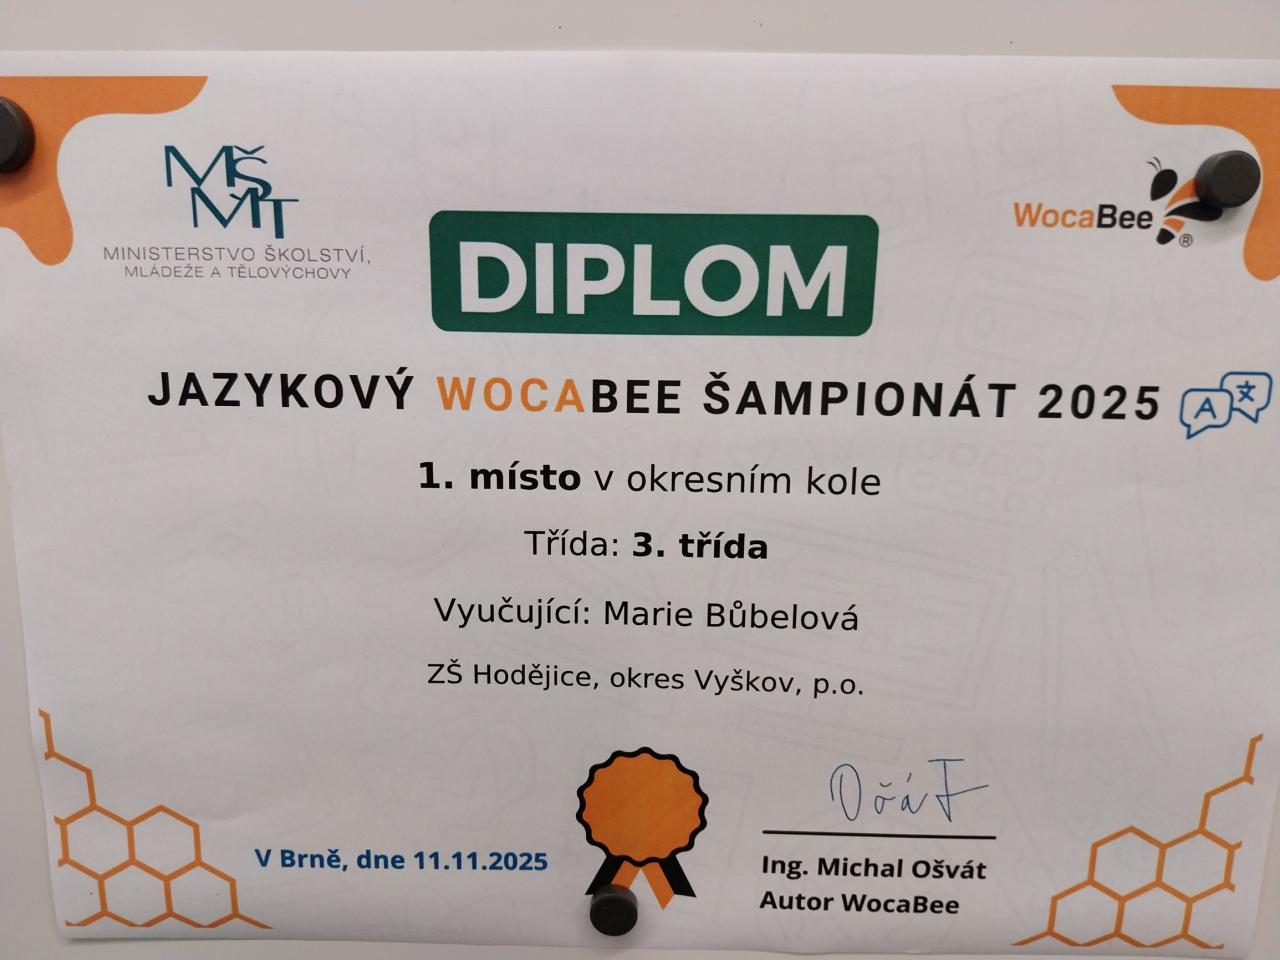 MŠMT
MINISTERSTVO ŠKOLSTVÍ,
MLÁDEŽE A TĚLOVÝCHOVY
WocaBee®
DIPLOM
JAZYKOVÝ WOCABEE ŠAMPIONÁT 2025
A 文
1. místo v okresním kole
Třída: 3. třída
Vyučující: Marie Bůbelová
ZŠ Hodějice, okres Vyškov, p.o.
V Brně, dne 11.11.2025
Ing. Michal Ošvát
Autor WocaBee